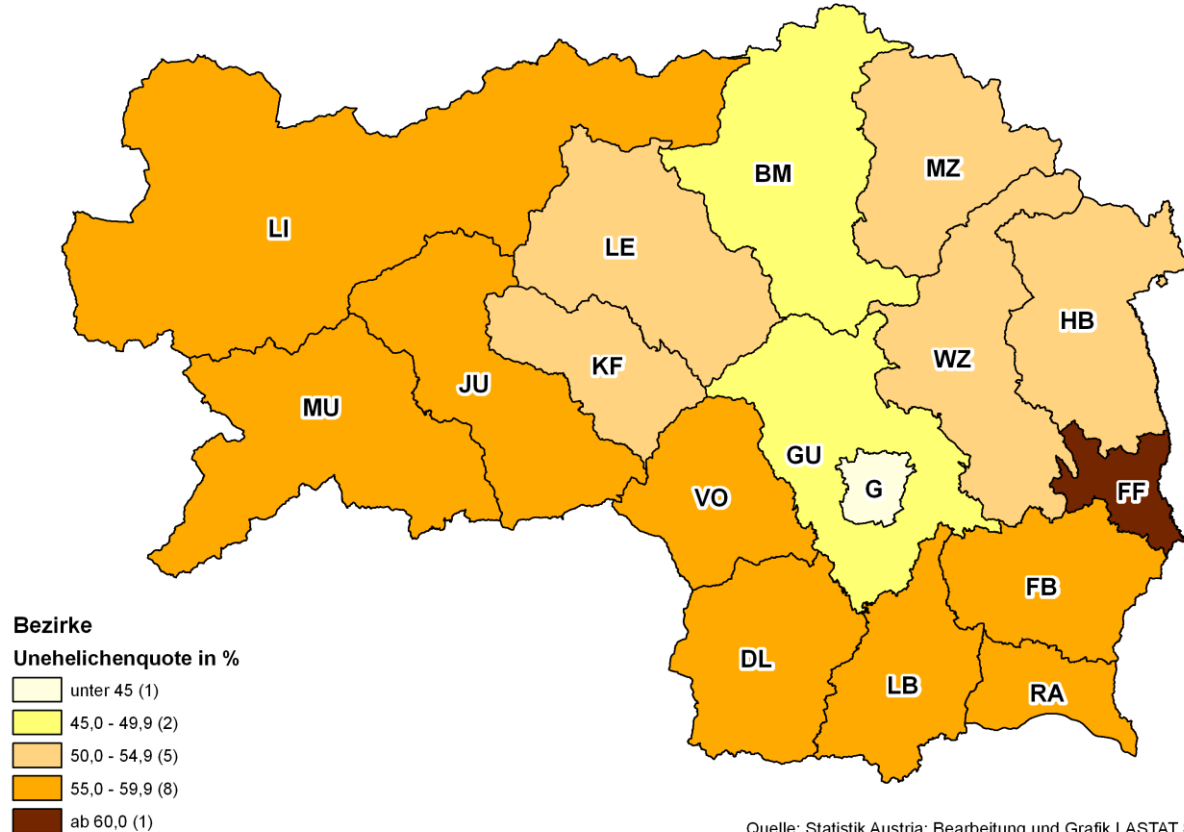 BM
MZ
LI
LE
HB
WZ
KF
JU
MU
GU
G
FF
VO
FB
DL
LB
RA
Bezirke
Unehelichenquote in %
unter 45 (1)
45,0 - 49,9 (2)
50,0 - 54,9 (5)
55,0 - 59,9 (8)
ab 60,0 (1)
Quelle: Statistik Austria; Bearbeitung und Grafik LASTAT